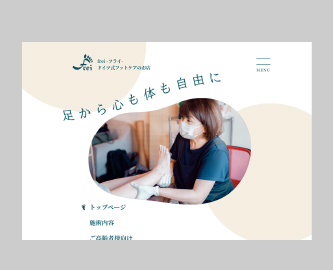 frei
frei -フライ-
ドイツ式フットケアのお店
MENU
足から心も体も自由に
トップページ
施術内容
ご高齢者様向け